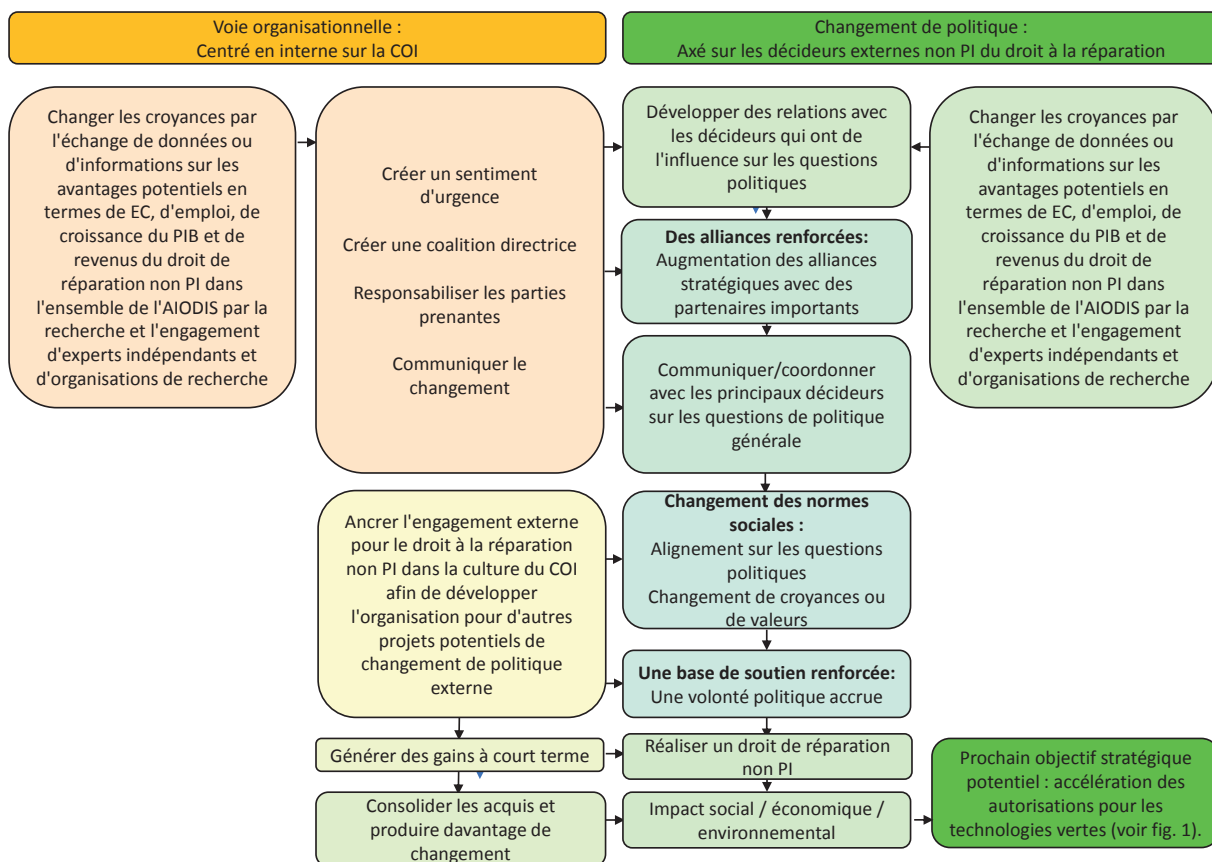 Voie organisationnelle :
Centré en interne sur la COI
Changement de politique :
Axé sur les décideurs externes non PI du droit à la réparation
Changer les croyances par
l'échange de données ou
d'informations sur les
avantages potentiels en
termes de EC, d'emploi, de
croissance du PIB et de
revenus du droit de
réparation non PI dans
l'ensemble de l'AIODIS par la
recherche et l'engagement
d'experts indépendants et
d'organisations de recherche
Créer un sentiment
d'urgence
Créer une coalition directrice
Responsabiliser les parties
prenantes
Communiquer le
changement
Développer des relations avec
les décideurs qui ont de
l'influence sur les questions
politiques
Changer les croyances par
l'échange de données ou
d'informations sur les
avantages potentiels en
termes de EC, d'emploi, de
croissance du PIB et de
revenus du droit de
réparation non PI dans
l'ensemble de l'AIODIS par la
recherche et l'engagement
d'experts indépendants et
d'organisations de recherche
Des alliances renforcées:
Augmentation des alliances
stratégiques avec des
partenaires importants
Communiquer/coordonner
avec les principaux décideurs
sur les questions de politique
générale
Ancrer l'engagement externe
pour le droit à la réparation
non PI dans la culture du COI
afin de développer
l'organisation pour d'autres
projets potentiels de
changement de politique
externe
Changement des normes
sociales :
Alignement sur les questions
politiques
Changement de croyances ou
de valeurs
Une base de soutien renforcée:
Une volonté politique accrue
Générer des gains à court terme
Réaliser un droit de réparation
non PI
Consolider les acquis et
produire davantage de
changement
Impact social / économique /
environnemental
Prochain objectif stratégique
potentiel : accélération des
autorisations pour les
technologies vertes (voir fig. 1).